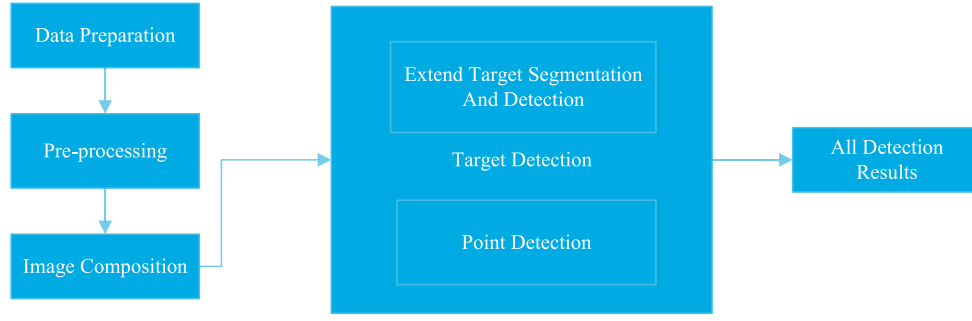 Data Preparation
Pre-processing
Image Composition
Extend Target Segmentation
And Detection
Target Detection
Point Detection
All Detection
Results